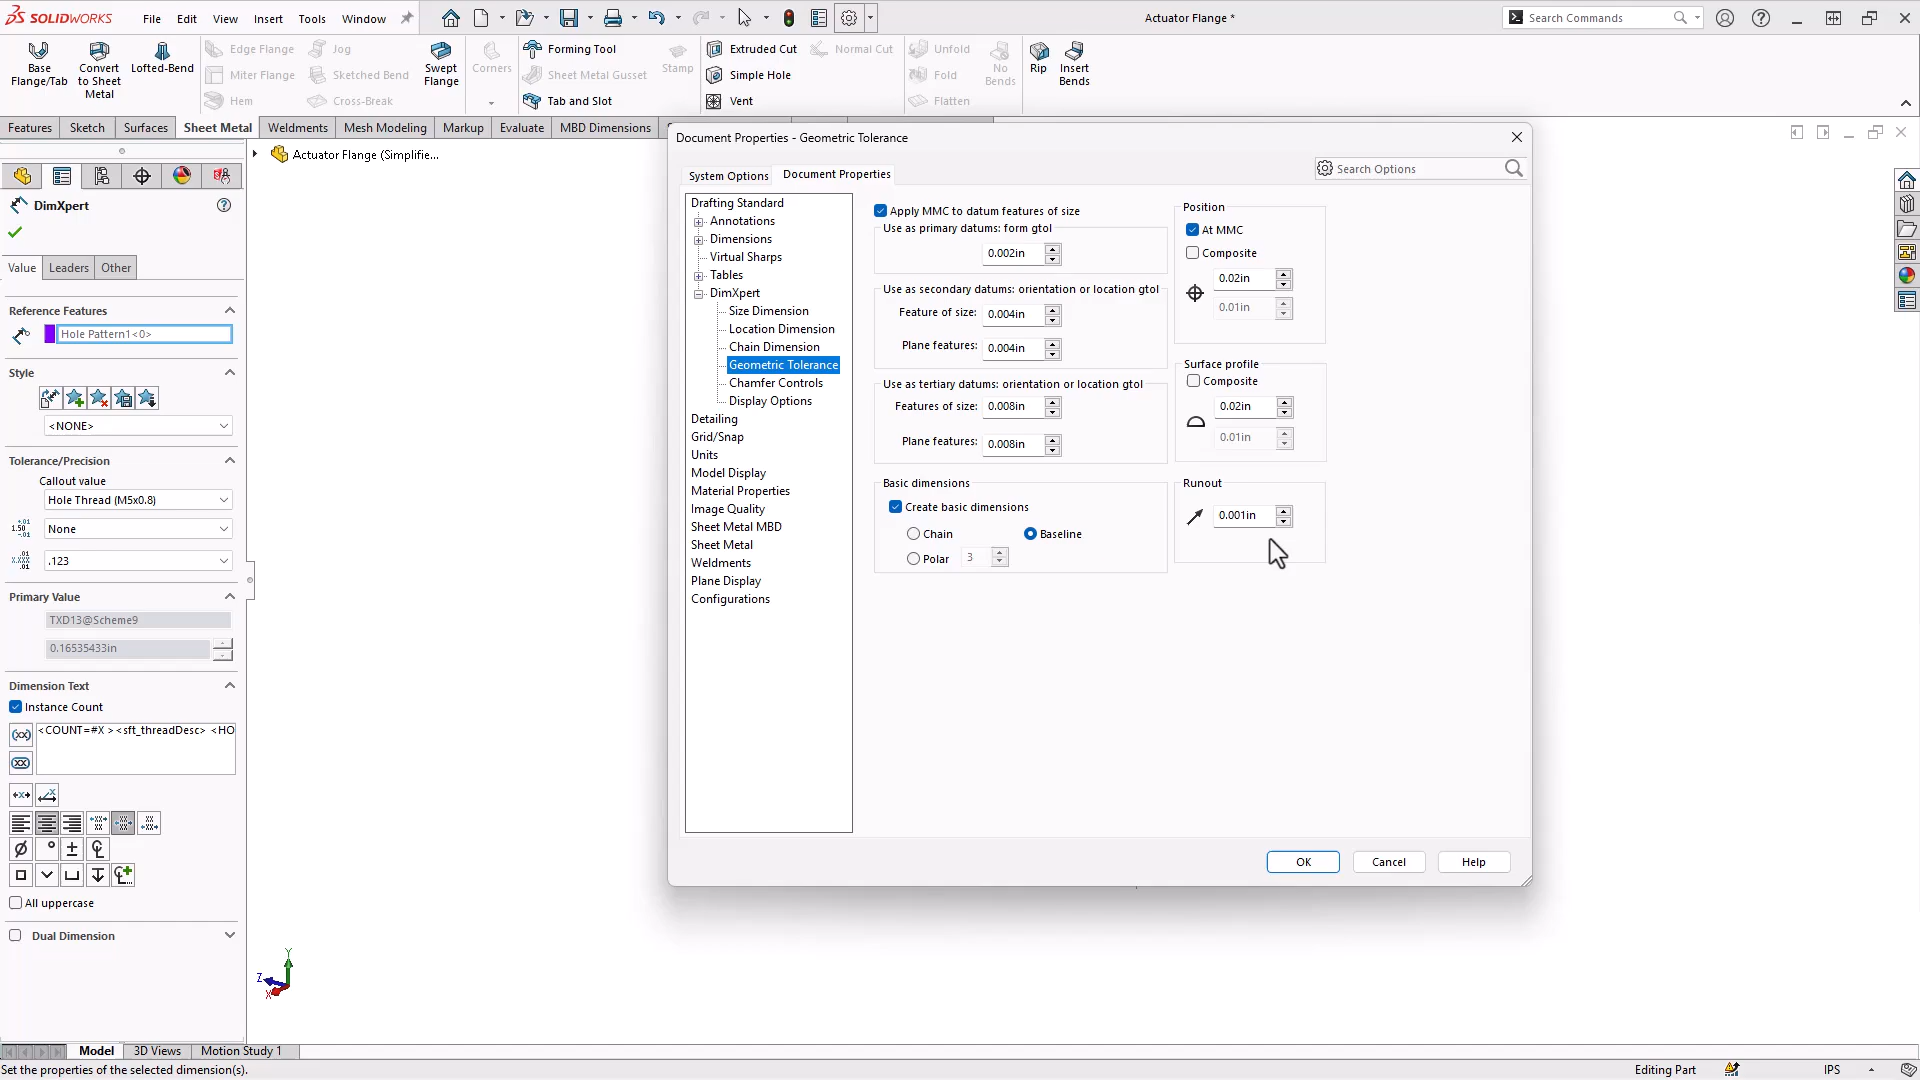 SOLIDWORKS
File Edit View Insert Tools Window
Actuator Flange *
Search Commands
Base Flange/Tab
Convert to Sheet Metal
Lofted-Bend
Edge Flange
Miter Flange
Hem
Jog
Sketched Bend
Cross-Break
Swept Flange
Corners
Forming Tool
Sheet Metal Gusset
Tab and Slot
Stamp
Extruded Cut
Simple Hole
Vent
Normal Cut
Unfold
Fold
Flatten
No Bends
Rip
Insert Bends
Features Sketch Surfaces Sheet Metal Weldments Mesh Modeling Markup Evaluate MBD Dimensions
Actuator Flange (Simplifie...
DimXpert
Value Leaders Other
Reference Features
Hole Pattern1<0>
Style
<NONE>
Tolerance/Precision
Callout value
Hole Thread (M5x0.8)
None
.123
Primary Value
TXD13@Scheme9
0.16535433in
Dimension Text
Instance Count
<COUNT=#X ><sft_threadDesc> <HO
All uppercase
Dual Dimension
Document Properties - Geometric Tolerance
System Options Document Properties
Search Options
Drafting Standard
Annotations
Dimensions
Virtual Sharps
Tables
DimXpert
Size Dimension
Location Dimension
Chain Dimension
Geometric Tolerance
Chamfer Controls
Display Options
Detailing
Grid/Snap
Units
Model Display
Material Properties
Image Quality
Sheet Metal MBD
Sheet Metal
Weldments
Plane Display
Configurations
Apply MMC to datum features of size
Use as primary datums: form gtol
0.002in
Use as secondary datums: orientation or location gtol
Feature of size: 0.004in
Plane features: 0.004in
Use as tertiary datums: orientation or location gtol
Features of size: 0.008in
Plane features: 0.008in
Basic dimensions
Create basic dimensions
Chain Baseline
Polar 3
Position
At MMC
Composite
0.02in
0.01in
Surface profile
Composite
0.02in
0.01in
Runout
0.001in
OK Cancel Help
Y
Z
X
Model 3D Views Motion Study 1
Set the properties of the selected dimension(s). Editing Part IPS